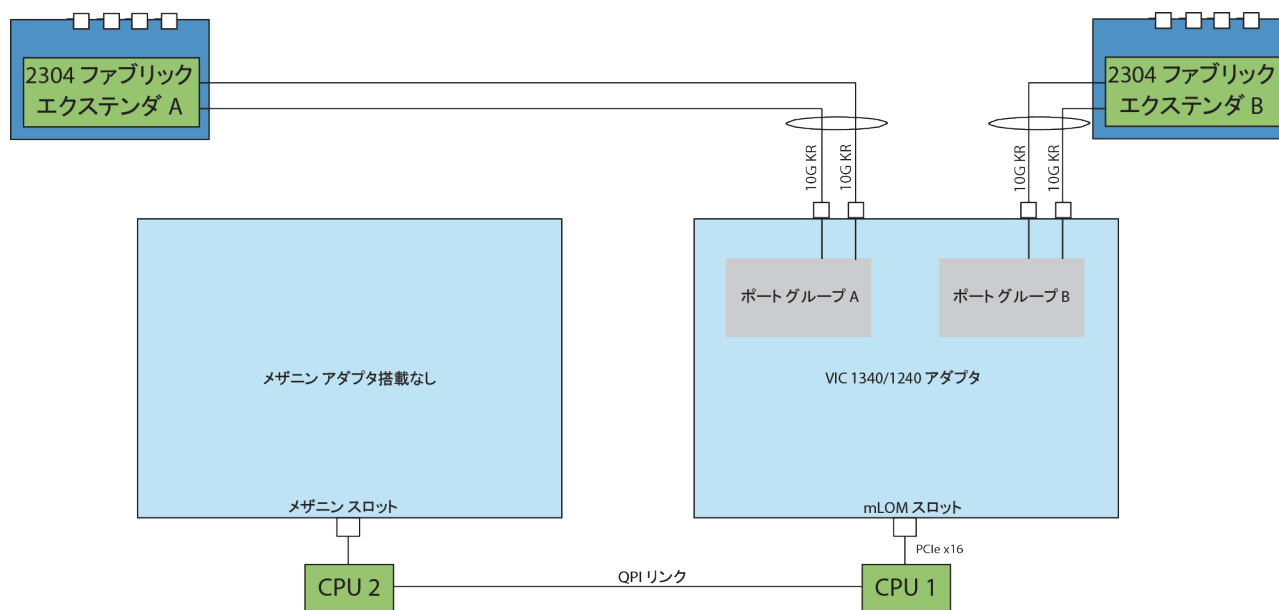 2304 ファブリック
エクステンダ A
2304 ファブリック
エクステンダ B
10G KR
10G KR
10G KR
10G KR
ポート グループ A
ポート グループ B
メザニン アダプタ搭載なし
VIC 1340/1240 アダプタ
メザニン スロット
mLOM スロット
PCIe x16
CPU 2
QPI リンク
CPU 1